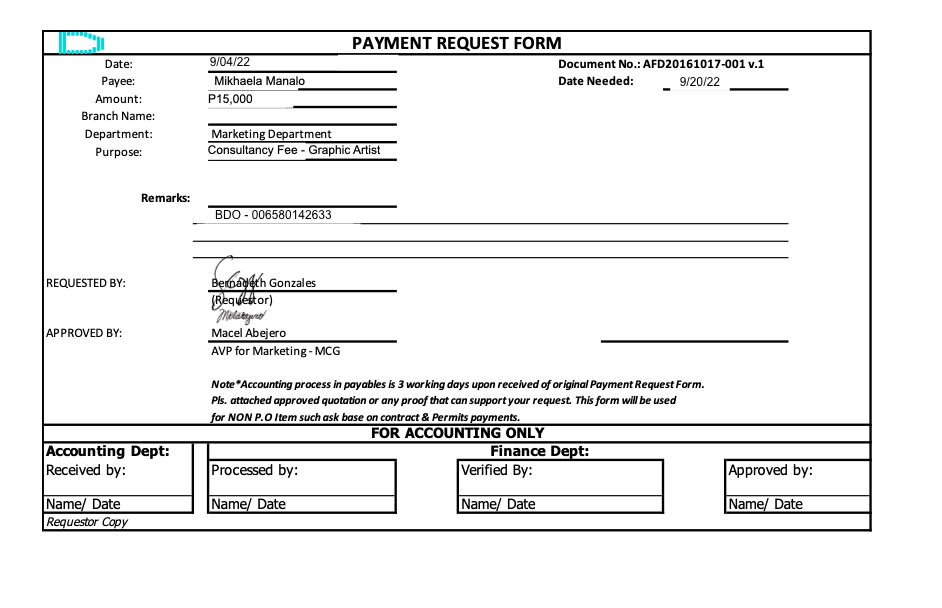 PAYMENT REQUEST FORM
Date: 9/04/22 Document No.: AFD20161017-001 v.1
Payee: Mikhaela Manalo Date Needed: 9/20/22
Amount: P15,000
Branch Name:
Department: Marketing Department
Purpose: Consultancy Fee - Graphic Artist
Remarks:
BDO - 006580142633
REQUESTED BY: Bernadeth Gonzales
(Requestor)
APPROVED BY: Macel Abejero
AVP for Marketing - MCG
Note*Accounting process in payables is 3 working days upon received of original Payment Request Form.
Pls. attached approved quotation or any proof that can support your request. This form will be used
for NON P.O Item such ask base on contract & Permits payments.
FOR ACCOUNTING ONLY
Accounting Dept: Finance Dept:
Received by: Processed by: Verified By: Approved by:
Name/ Date Name/ Date Name/ Date Name/ Date
Requestor Copy